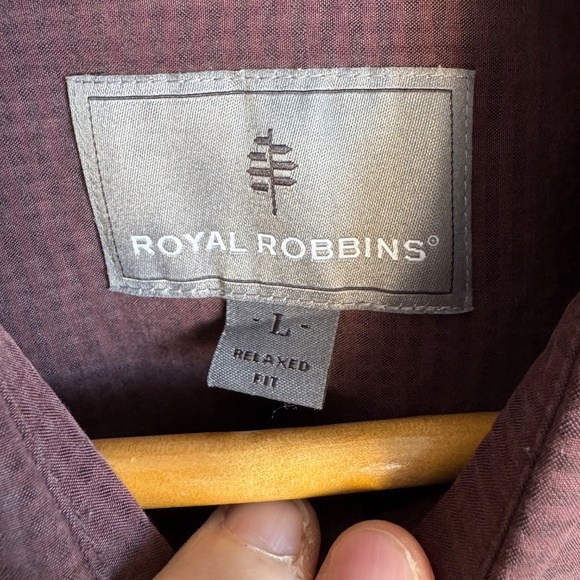 ROYAL ROBBINS®
- L -
RELAXED
FIT